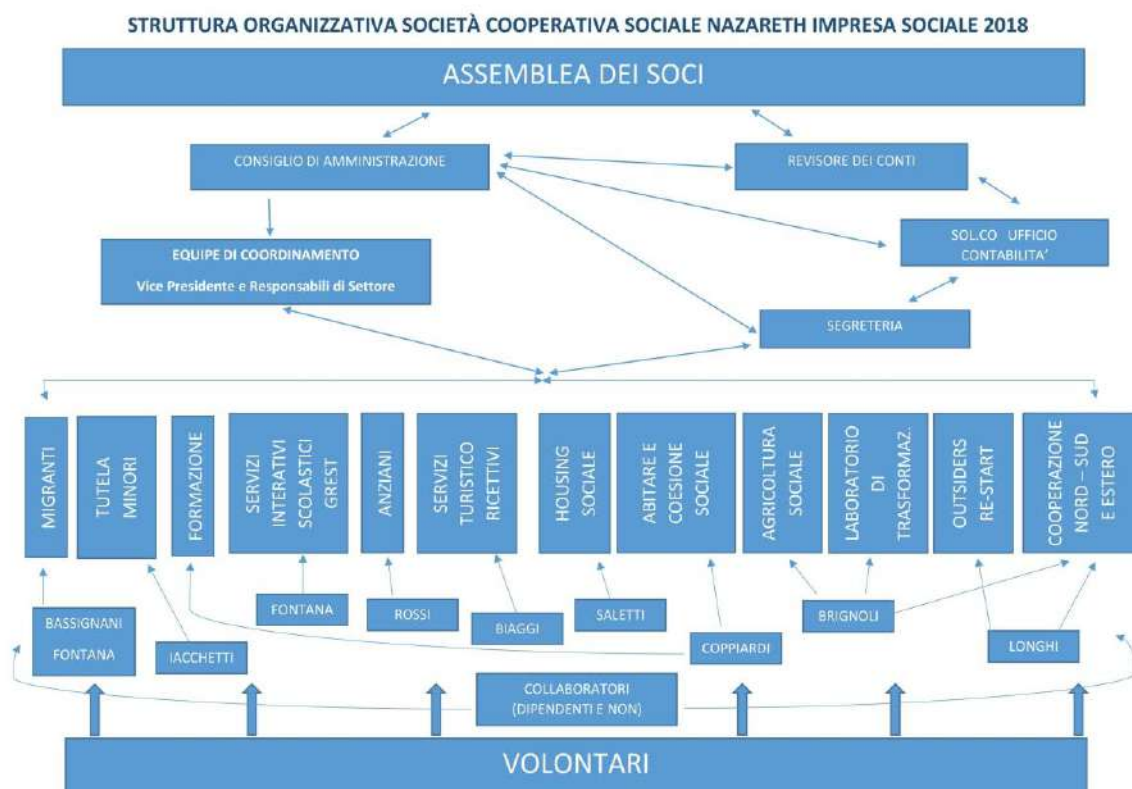 STRUTTURA ORGANIZZATIVA SOCIETÀ COOPERATIVA SOCIALE NAZARETH IMPRESA SOCIALE 2018
ASSEMBLEA DEI SOCI
CONSIGLIO DI AMMINISTRAZIONE
REVISORE DEI CONTI
SOL.CO UFFICIO
CONTABILITA'
EQUIPE DI COORDINAMENTO
Vice Presidente e Responsabili di Settore
SEGRETERIA
MIGRANTI
TUTELA
MINORI
FORMAZIONE
SERVIZI
INTERATIVI
SCOLASTICI
GREST
ANZIANI
SERVIZI
TURISTICO
RICETTIVI
HOUSING
SOCIALE
ABITARE E
COESIONE
SOCIALE
AGRICOLTURA
SOCIALE
LABORATORIO
DI
TRASFORMAZ.
OUTSIDERS
RE-START
COOPERAZIONE
NORD – SUD
E ESTERO
BASSIGNANI
FONTANA
IACCHETTI
FONTANA
ROSSI
BIAGGI
SALETTI
COPPIARDI
BRIGNOLI
LONGHI
COLLABORATORI
(DIPENDENTI E NON)
VOLONTARI